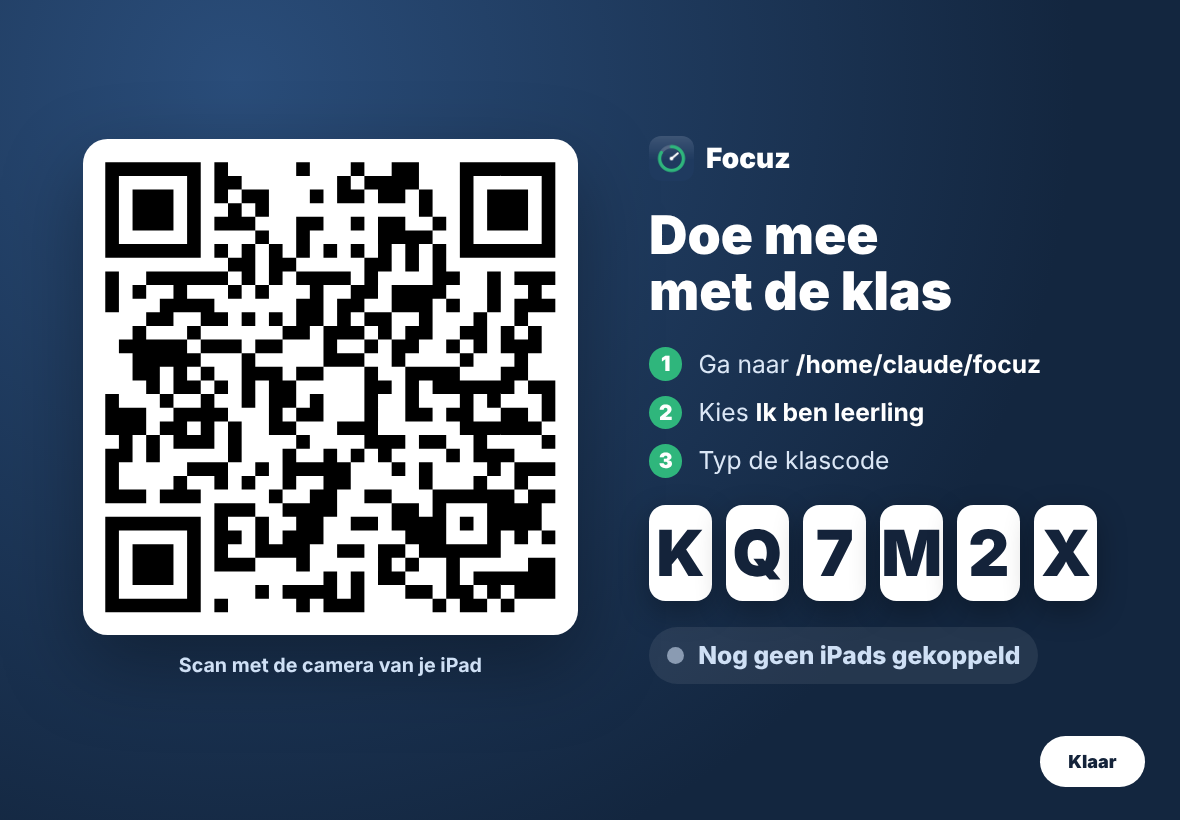 Focuz
Doe mee
met de klas
1 Ga naar /home/claude/focuz
2 Kies Ik ben leerling
3 Typ de klascode
K Q 7 M 2 X
Nog geen iPads gekoppeld
Scan met de camera van je iPad
Klaar